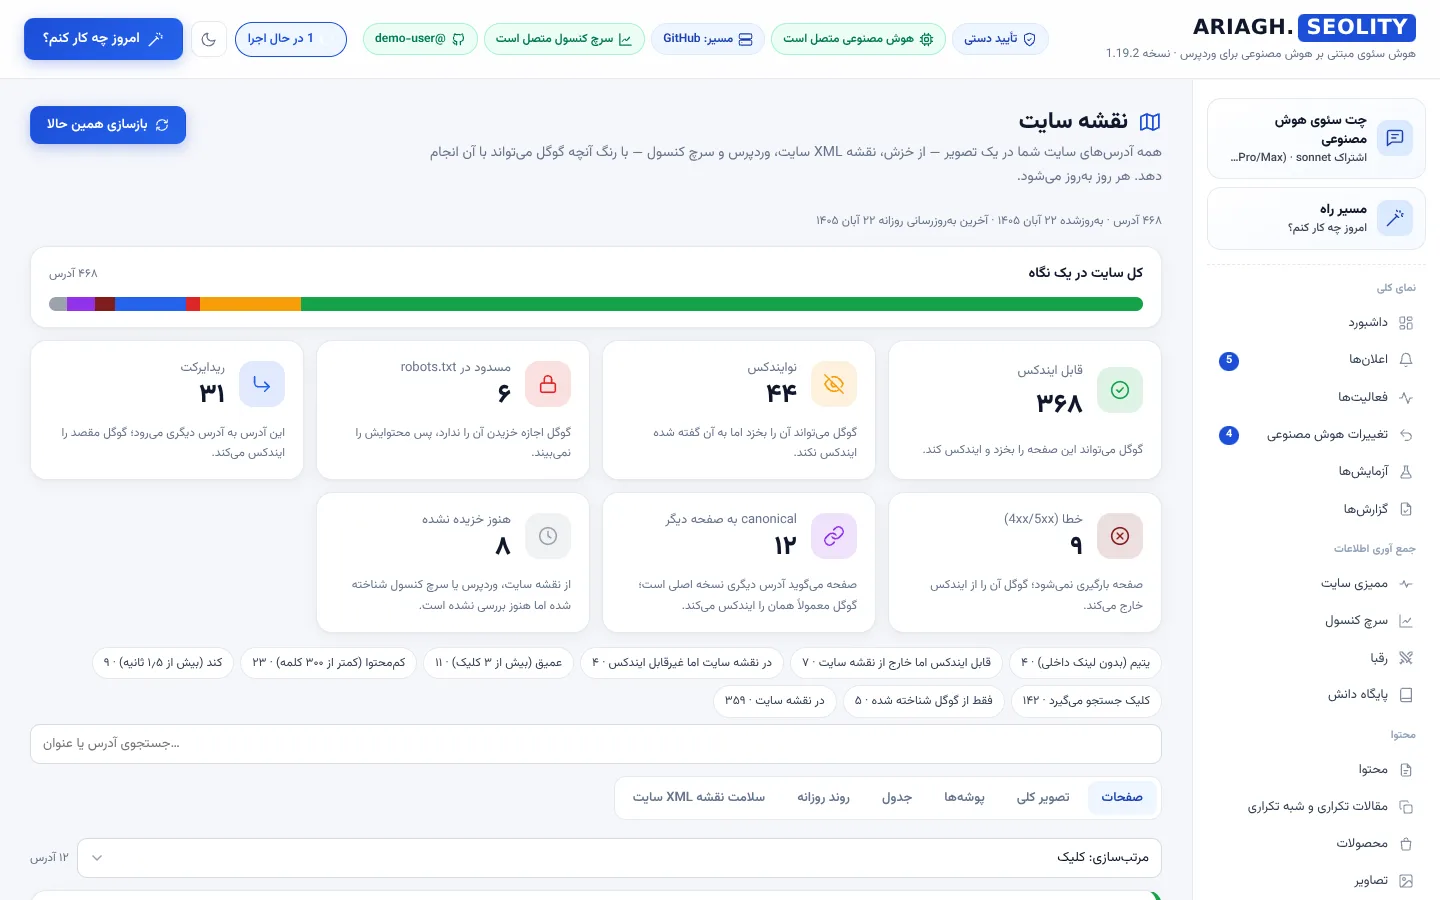 ARIAGH. SEOLITY
هوش سئوی مبتنی بر هوش مصنوعی برای وردپرس · نسخه 1.19.2
تأیید دستی
هوش مصنوعی متصل است
مسیر: GitHub
سرچ کنسول متصل است
@demo-user
1 در حال اجرا
امروز چه کار کنم؟
چت سئوی هوش مصنوعی
اشتراک Pro/Max) · sonnet…
مسیر راه
امروز چه کار کنم؟
نمای کلی
داشبورد
اعلان‌ها
5
فعالیت‌ها
تغییرات هوش مصنوعی
4
آزمایش‌ها
گزارش‌ها
جمع آوری اطلاعات
ممیزی سایت
سرچ کنسول
رقبا
پایگاه دانش
محتوا
محتوا
مقالات تکراری و شبه تکراری
محصولات
تصاویر
نقشه سایت
بازسازی همین حالا
همه آدرس‌های سایت شما در یک تصویر — از خزش، نقشه XML سایت، وردپرس و سرچ کنسول — با رنگ آنچه گوگل می‌تواند با آن انجام
دهد. هر روز به‌روز می‌شود.
۴۶۸ آدرس · به‌روزشده ۲۲ آبان ۱۴۰۵ · آخرین به‌روزرسانی روزانه ۲۲ آبان ۱۴۰۵
کل سایت در یک نگاه
۴۶۸ آدرس
قابل ایندکس
۳۶۸
گوگل می‌تواند این صفحه را بخزد و ایندکس کند.
نوایندکس
۴۴
گوگل می‌تواند آن را بخزد اما به آن گفته شده
ایندکس نکند.
مسدود در robots.txt
۶
گوگل اجازه خزیدن آن را ندارد، پس محتوایش را
نمی‌بیند.
ریدایرکت
۳۱
این آدرس به آدرس دیگری می‌رود؛ گوگل مقصد را
ایندکس می‌کند.
خطا (4xx/5xx)
۹
صفحه بارگیری نمی‌شود؛ گوگل آن را از ایندکس
خارج می‌کند.
canonical به صفحه دیگر
۱۲
صفحه می‌گوید آدرس دیگری نسخه اصلی است؛
گوگل معمولاً همان را ایندکس می‌کند.
هنوز خزیده نشده
۸
از نقشه سایت، وردپرس یا سرچ کنسول شناخته
شده اما هنوز بررسی نشده است.
یتیم (بدون لینک داخلی) · ۴
قابل ایندکس اما خارج از نقشه سایت · ۷
در نقشه سایت اما غیرقابل ایندکس · ۴
عمیق (بیش از ۳ کلیک) · ۱۱
کم‌محتوا (کمتر از ۳۰۰ کلمه) · ۲۳
کند (بیش از ۱٫۵ ثانیه) · ۹
کلیک جستجو می‌گیرد · ۱۴۲
فقط از گوگل شناخته شده · ۵
در نقشه سایت · ۳۵۹
جستجوی آدرس یا عنوان…
صفحات
تصویر کلی
پوشه‌ها
جدول
روند روزانه
سلامت نقشه XML سایت
مرتب‌سازی: کلیک
۱۲ آدرس